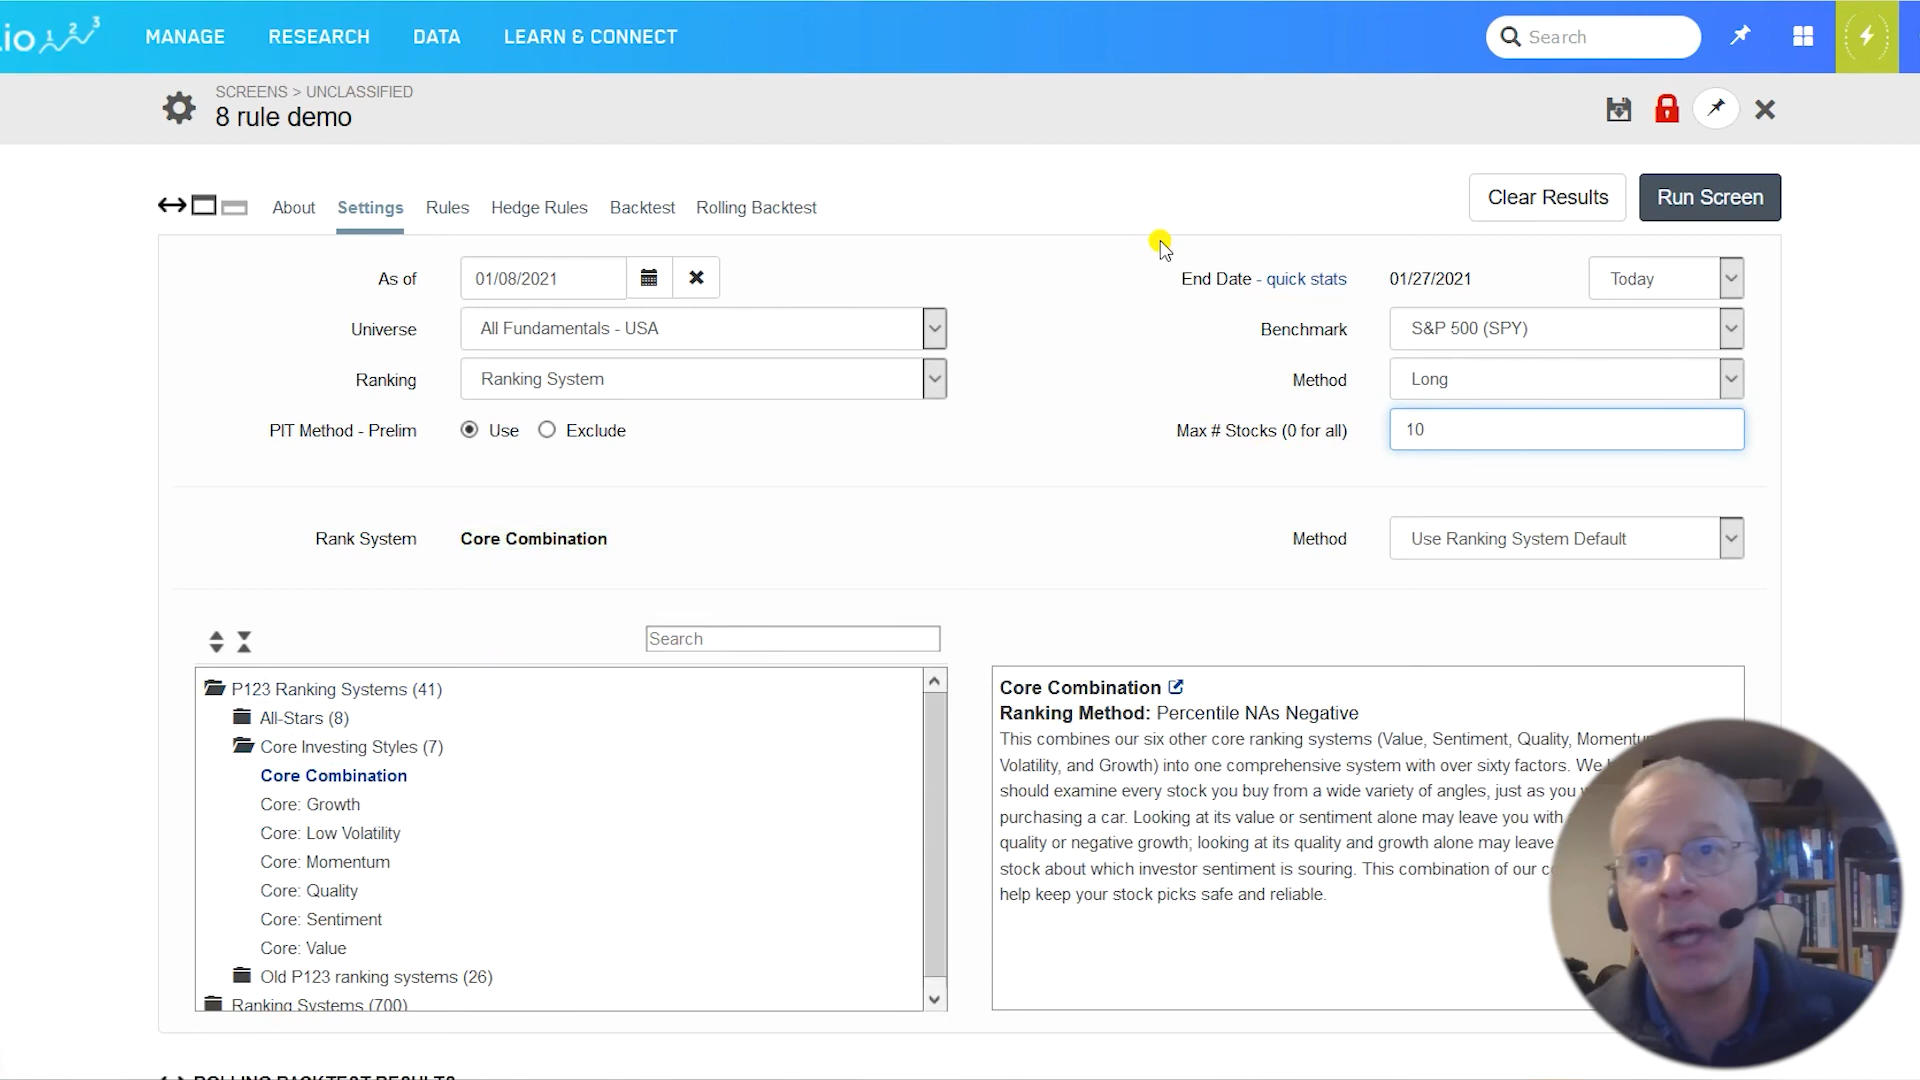 io 123
MANAGE RESEARCH DATA LEARN & CONNECT
Search
SCREENS > UNCLASSIFIED
8 rule demo
About Settings Rules Hedge Rules Backtest Rolling Backtest
Clear Results
Run Screen
As of 01/08/2021
End Date - quick stats 01/27/2021 Today
Universe All Fundamentals - USA
Benchmark S&P 500 (SPY)
Ranking Ranking System
Method Long
PIT Method - Prelim Use Exclude
Max # Stocks (0 for all) 10
Rank System Core Combination
Method Use Ranking System Default
Search
P123 Ranking Systems (41)
All-Stars (8)
Core Investing Styles (7)
Core Combination
Core: Growth
Core: Low Volatility
Core: Momentum
Core: Quality
Core: Sentiment
Core: Value
Old P123 ranking systems (26)
Ranking Systems (700)
Core Combination
Ranking Method: Percentile NAs Negative
This combines our six other core ranking systems (Value, Sentiment, Quality, Momentum
Volatility, and Growth) into one comprehensive system with over sixty factors. We
should examine every stock you buy from a wide variety of angles, just as you
purchasing a car. Looking at its value or sentiment alone may leave you with
quality or negative growth; looking at its quality and growth alone may leave
stock about which investor sentiment is souring. This combination of our
help keep your stock picks safe and reliable.
ROLLING BACKTEST RESULTS